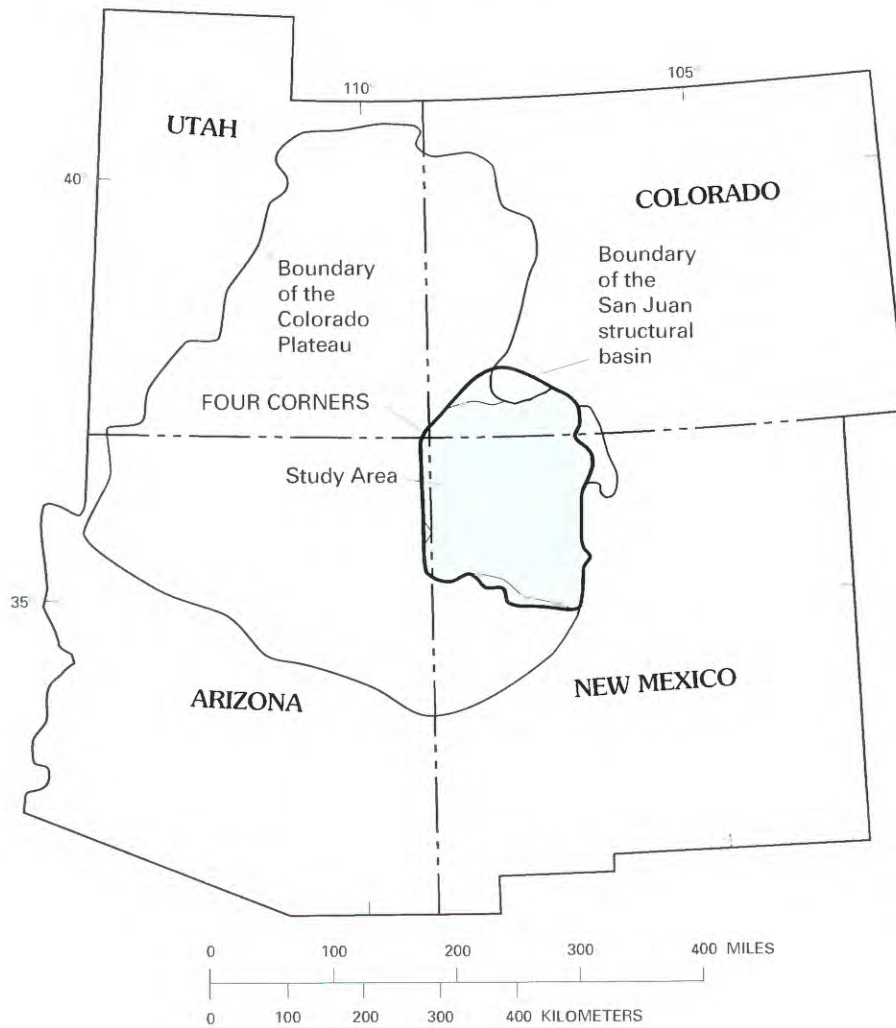 110°
105°
UTAH
40°
COLORADO
Boundary
of the
Colorado
Plateau
Boundary
of the
San Juan
structural
basin
FOUR CORNERS
Study Area
35°
ARIZONA
NEW MEXICO
0 100 200 300 400 MILES
0 100 200 300 400 KILOMETERS